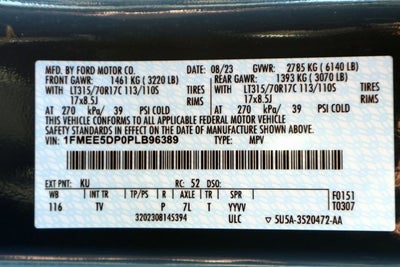 MFD. BY FORD MOTOR CO. DATE: 08/23 GVWR: 2785 KG (6140 LB)
FRONT GAWR: 1461 KG (3220 LB) REAR GAWR: 1393 KG (3070 LB)
WITH LT315/70R17C 113/110S TIRES WITH LT315/70R17C 113/110S TIRES
17x8.5J RIMS 17x8.5J RIMS
AT 270 kPa/ 39 PSI COLD AT 270 kPa/ 39 PSI COLD
THIS VEHICLE CONFORMS TO ALL APPLICABLE FEDERAL MOTOR VEHICLE
SAFETY STANDARDS IN EFFECT ON THE DATE OF MANUFACTURE SHOWN ABOVE.
VIN: 1FMEE5DP0PLB96389 TYPE: MPV
EXT PNT: KU RC: 52 DSO:
WB INT TR TP/PS R AXLE TR SPR F0151
116 TV P 7L T YYVV T0307
3202308145394 ULC ▽ 5U5A-3520472-AA